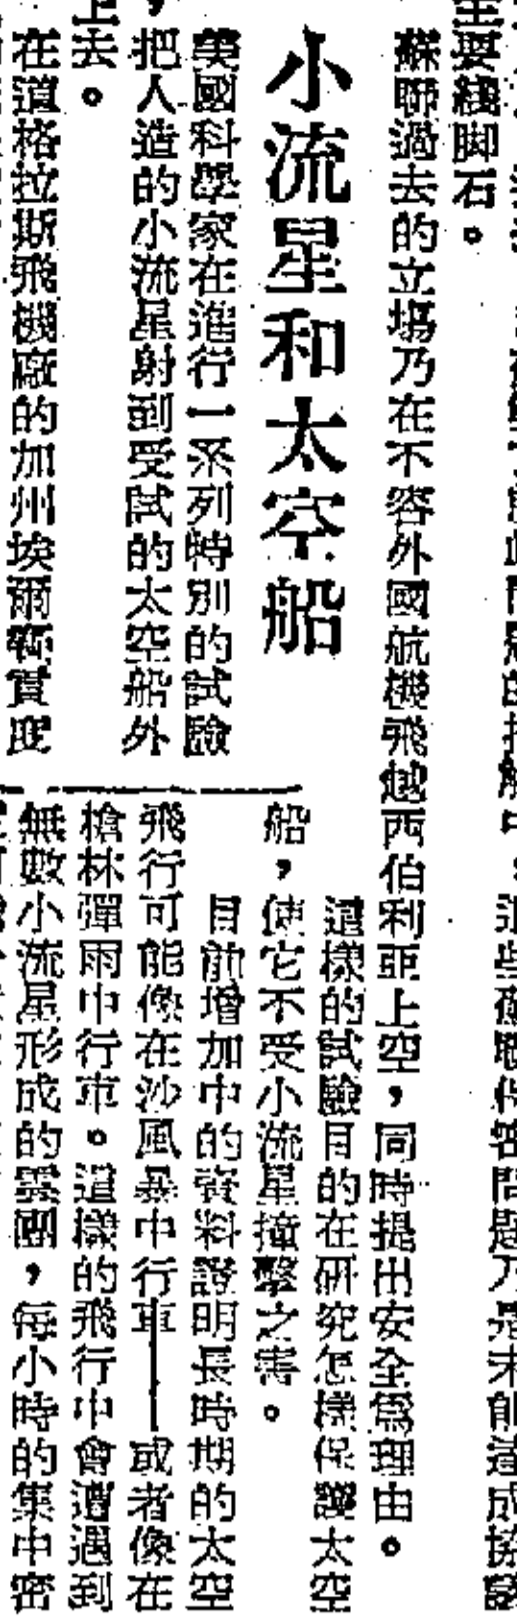 主要綫脚石。
蘇聯過去的立場乃在不容外國航機飛越西伯利亞上空，同時提出安全爲理由。
小流星和太空船
美國科學家在進行一系列特別的試驗
，把人造的小流星射到受試的太空船外
上去。
在道格拉斯飛機廠的加州埃爾
這樣的試驗目的在研究怎樣保護太空
船，使它不受小流星撞擊之害。
目前增加中的資料證明長時期的太空
飛行可能像在沙風暴中行車——或者像在
槍林彈雨中行車。這樣的飛行中會遭遇到
無數小流星形成的雲團，每小時的集中密